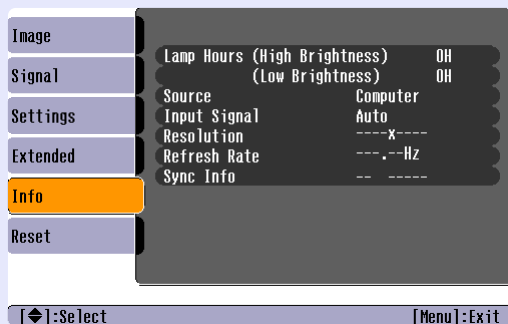 Image
Signal
Settings
Extended
Info
Reset
Lamp Hours (High Brightness) 0H
(Low Brightness) 0H
Source Computer
Input Signal Auto
Resolution ----x----
Refresh Rate ---.--Hz
Sync Info -- -----
[◆]:Select [Menu]:Exit